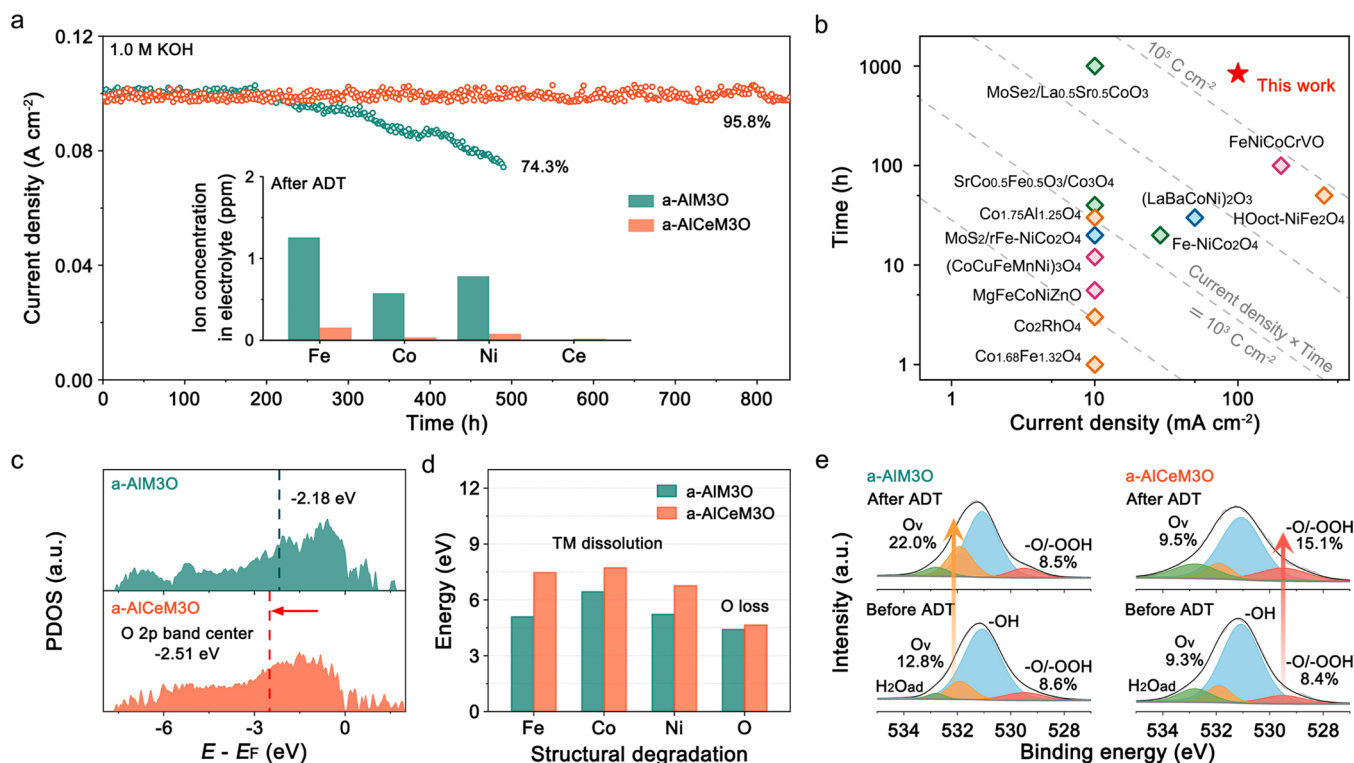 a
1.0 M KOH
Current density (A cm⁻²)
0.12
0.08
0.04
0.00
95.8%
74.3%
After ADT
Ion concentration
in electrolyte (ppm)
2
1
0
a-AlM3O
a-AlCeM3O
Fe Co Ni Ce
0 100 200 300 400 500 600 700 800
Time (h)
b
Time (h)
1000
100
10
1
10⁵ C cm⁻²
This work
MoSe2/La0.5Sr0.5CoO3
FeNiCoCrVO
SrCo0.5Fe0.5O3/Co3O4
(LaBaCoNi)2O3
Co1.75Al1.25O4
HOoct-NiFe2O4
MoS2/rFe-NiCo2O4
Fe-NiCo2O4
(CoCuFeMnNi)3O4
MgFeCoNiZnO
Co2RhO4
Co1.68Fe1.32O4
Current density × Time
= 10³ C cm⁻²
1 10 100
Current density (mA cm⁻²)
c
PDOS (a.u.)
a-AlM3O
-2.18 eV
a-AlCeM3O
O 2p band center
-2.51 eV
-6 -3 0
E - EF (eV)
d
Energy (eV)
12
9
6
3
0
a-AlM3O
a-AlCeM3O
TM dissolution
O loss
Fe Co Ni O
Structural degradation
e
Intensity (a.u.)
a-AlM3O
After ADT
Ov
22.0%
-O/-OOH
8.5%
Before ADT
-OH
Ov
12.8%
H2Oad
-O/-OOH
8.6%
534 532 530 528
a-AlCeM3O
After ADT
Ov
9.5%
-O/-OOH
15.1%
Before ADT
-OH
Ov
9.3%
H2Oad
-O/-OOH
8.4%
534 532 530 528
Binding energy (eV)